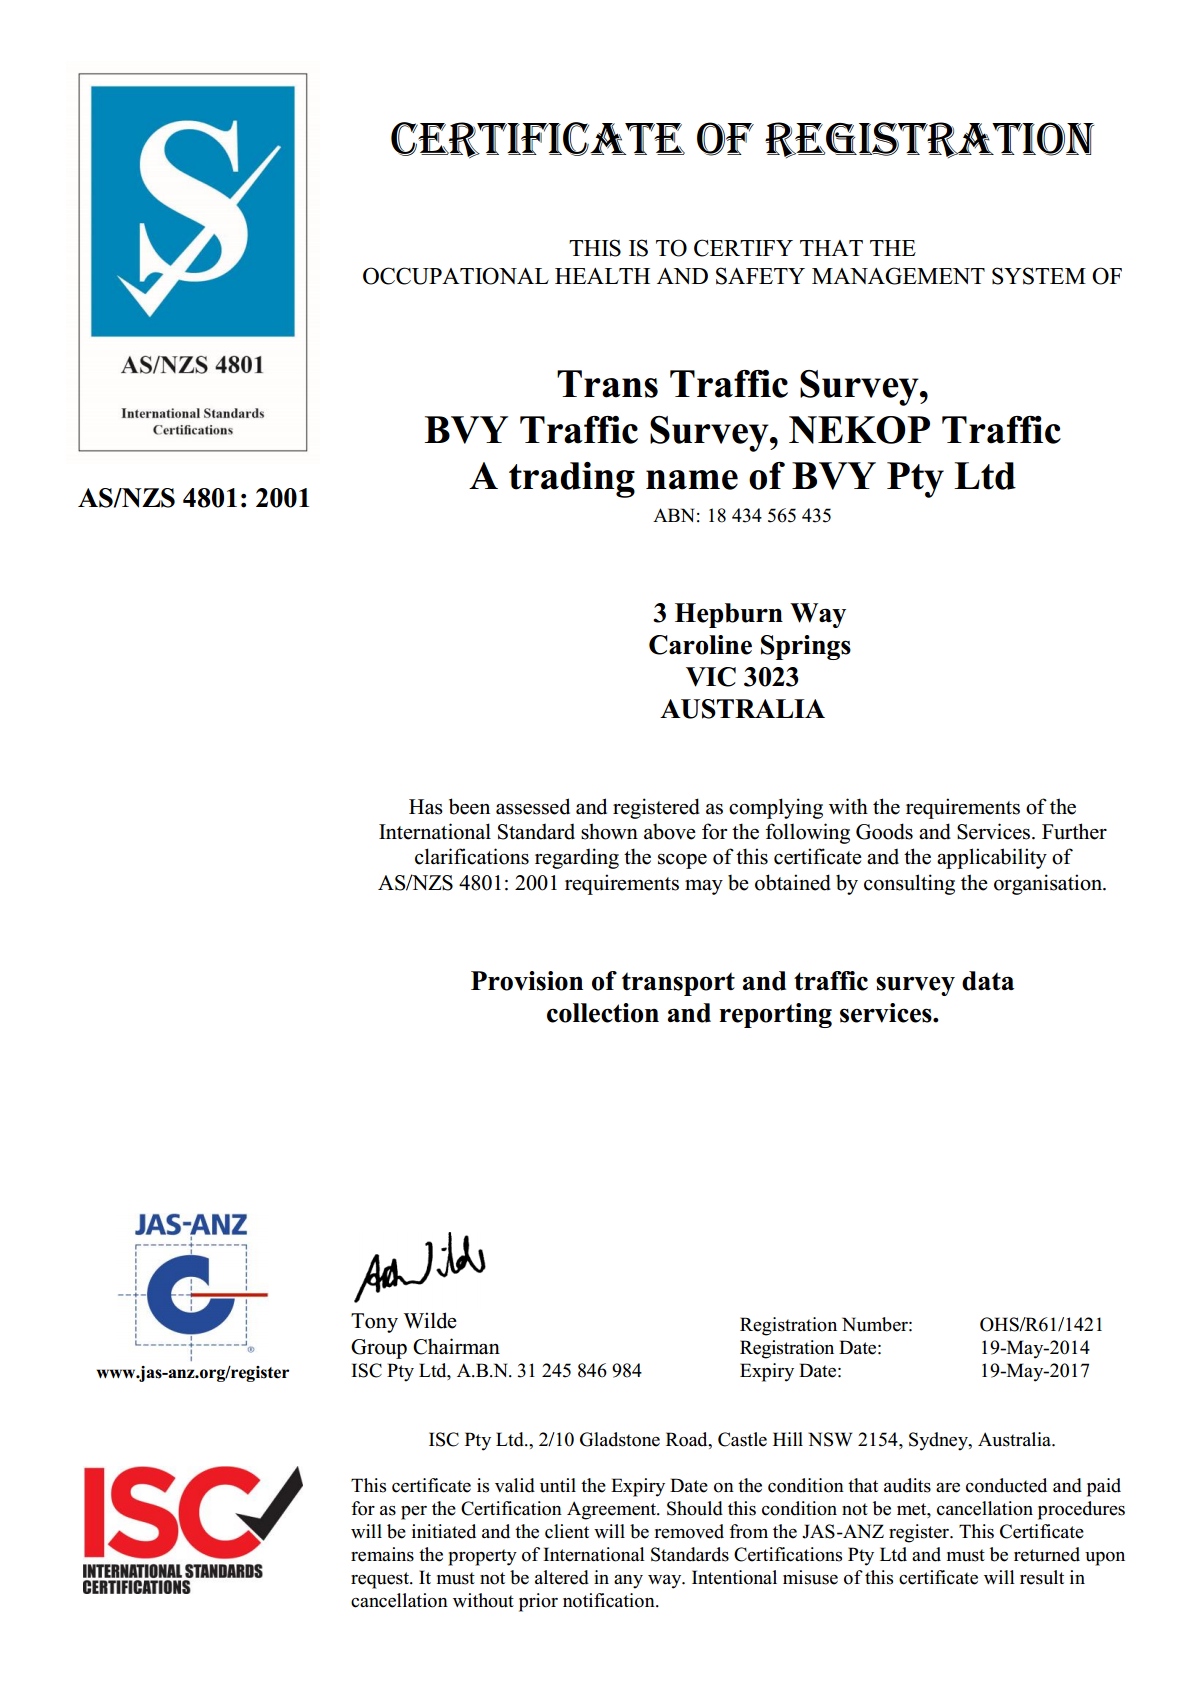 CERTIFICATE OF REGISTRATION
THIS IS TO CERTIFY THAT THE
OCCUPATIONAL HEALTH AND SAFETY MANAGEMENT SYSTEM OF
S
AS/NZS 4801
International Standards
Certifications
AS/NZS 4801: 2001
Trans Traffic Survey,
BVY Traffic Survey, NEKOP Traffic
A trading name of BVY Pty Ltd
ABN: 18 434 565 435
3 Hepburn Way
Caroline Springs
VIC 3023
AUSTRALIA
Has been assessed and registered as complying with the requirements of the
International Standard shown above for the following Goods and Services. Further
clarifications regarding the scope of this certificate and the applicability of
AS/NZS 4801: 2001 requirements may be obtained by consulting the organisation.
Provision of transport and traffic survey data
collection and reporting services.
JAS-ANZ
®
www.jas-anz.org/register
Tony Wilde
Group Chairman
ISC Pty Ltd, A.B.N. 31 245 846 984
Registration Number: OHS/R61/1421
Registration Date: 19-May-2014
Expiry Date: 19-May-2017
ISC Pty Ltd., 2/10 Gladstone Road, Castle Hill NSW 2154, Sydney, Australia.
ISC
INTERNATIONAL STANDARDS
CERTIFICATIONS
This certificate is valid until the Expiry Date on the condition that audits are conducted and paid
for as per the Certification Agreement. Should this condition not be met, cancellation procedures
will be initiated and the client will be removed from the JAS-ANZ register. This Certificate
remains the property of International Standards Certifications Pty Ltd and must be returned upon
request. It must not be altered in any way. Intentional misuse of this certificate will result in
cancellation without prior notification.